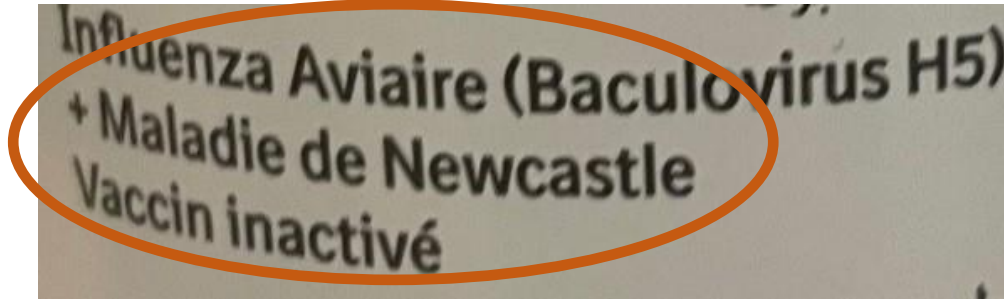 Influenza Aviaire (Baculovirus H5)
+ Maladie de Newcastle
Vaccin inactivé